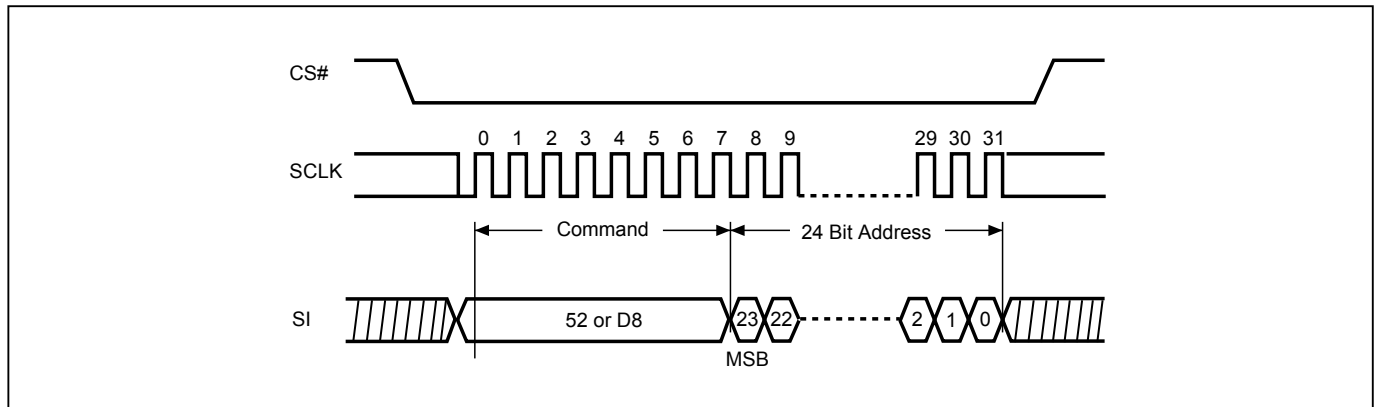 CS#
0 1 2 3 4 5 6 7 8 9 29 30 31
SCLK
Command 24 Bit Address
SI 52 or D8 23 22 2 1 0
MSB